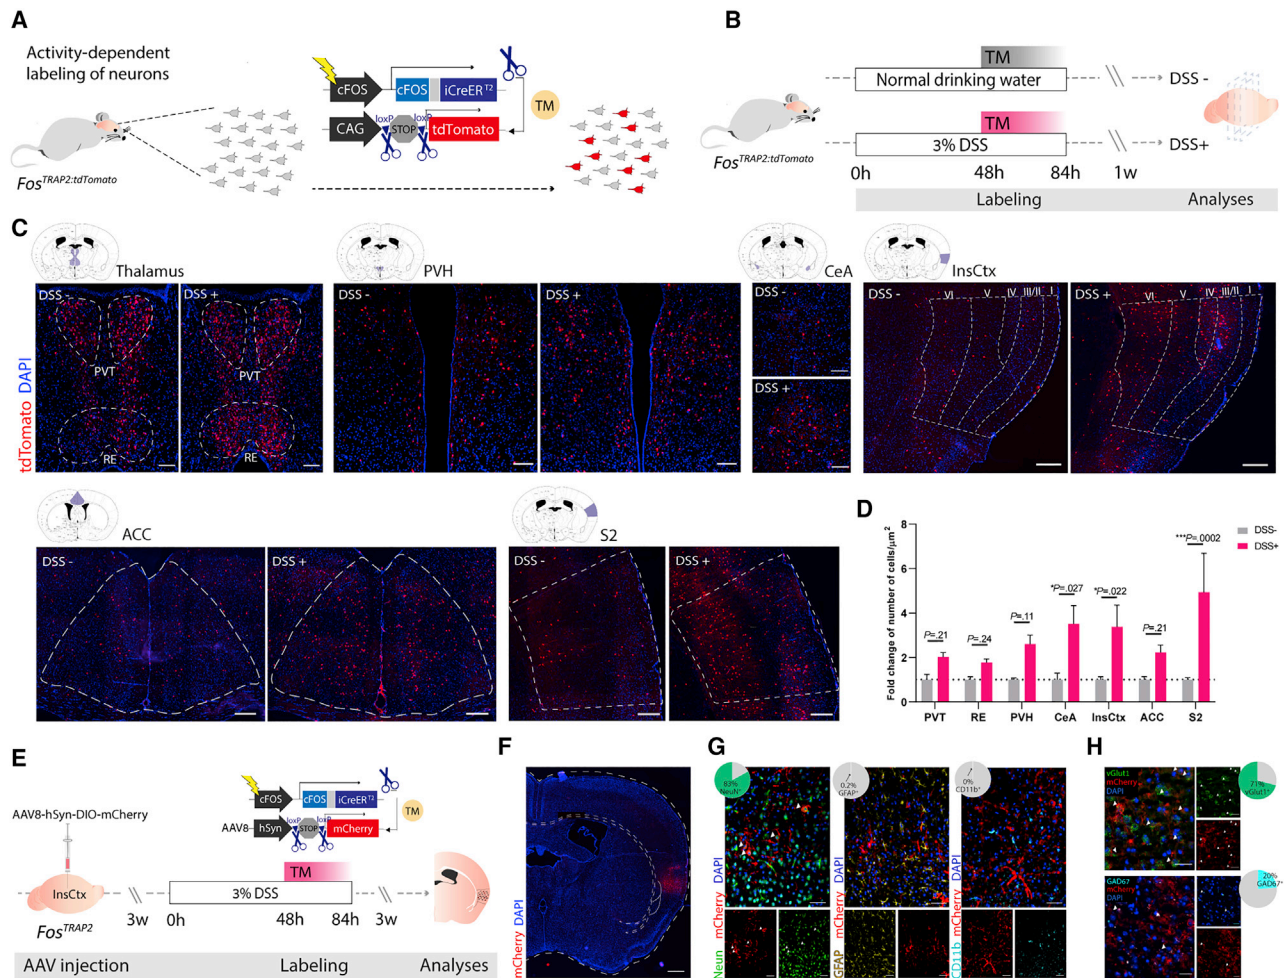 A
Activity-dependent
labeling of neurons
Fos^TRAP2:tdTomato
cFOS
cFOS
iCreER^T2
TM
loxP
loxP
CAG
STOP
tdTomato
B
Fos^TRAP2:tdTomato
TM
Normal drinking water
DSS -
TM
3% DSS
DSS+
0h
48h
84h
1w
Labeling
Analyses
C
Thalamus
PVH
CeA
InsCtx
tdTomato DAPI
DSS -
PVT
RE
DSS +
PVT
RE
DSS -
DSS +
DSS -
DSS +
DSS -
VI V IV III/II I
DSS +
VI V IV III/II I
ACC
S2
DSS -
DSS +
DSS -
DSS +
D
Fold change of number of cells/μm²
8
6
4
2
0
P=.21
P=.24
P=.11
*P=.027
*P=.022
P=.21
***P=.0002
DSS-
DSS+
PVT
RE
PVH
CeA
InsCtx
ACC
S2
E
AAV8-hSyn-DIO-mCherry
InsCtx
Fos^TRAP2
3w
cFOS
cFOS
iCreER^T2
TM
loxP
loxP
AAV8
hSyn
STOP
mCherry
TM
3% DSS
0h
48h
84h
3w
AAV injection
Labeling
Analyses
F
mCherry DAPI
G
83%
NeuN⁺
Neun mCherry DAPI
0.2%
GFAP⁺
GFAP mCherry DAPI
0%
CD11b⁺
CD11b mCherry DAPI
H
vGlut1
mCherry
DAPI
71%
vGlut1⁺
GAD67
mCherry
DAPI
20%
GAD67⁺